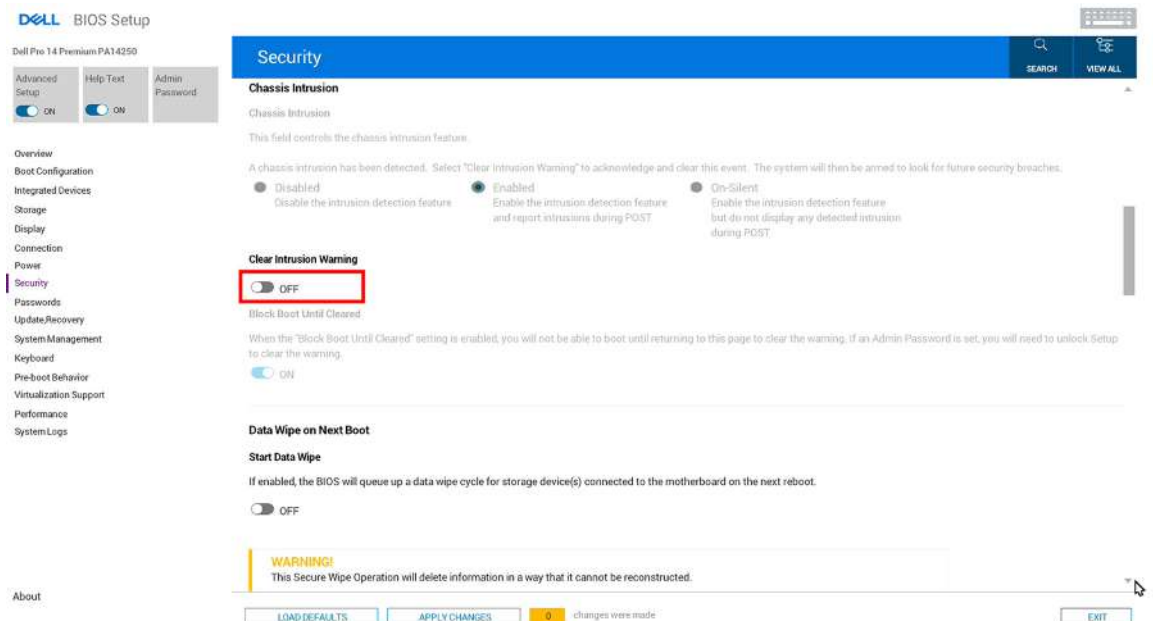 DELL BIOS Setup
Dell Pro 14 Premium PA14250
Advanced Setup
ON
Help Text
ON
Admin Password
Overview
Boot Configuration
Integrated Devices
Storage
Display
Connection
Power
Security
Passwords
Update,Recovery
System Management
Keyboard
Pre-boot Behavior
Virtualization Support
Performance
System Logs
About
Security
SEARCH
VIEW ALL
Chassis Intrusion
Chassis Intrusion
This field controls the chassis intrusion feature.
A chassis intrusion has been detected. Select "Clear Intrusion Warning" to acknowledge and clear this event. The system will then be armed to look for future security breaches.
Disabled
Disable the intrusion detection feature
Enabled
Enable the intrusion detection feature
and report intrusions during POST
On-Silent
Enable the intrusion detection feature
but do not display any detected intrusion
during POST
Clear Intrusion Warning
OFF
Block Boot Until Cleared
When the "Block Boot Until Cleared" setting is enabled, you will not be able to boot until returning to this page to clear the warning. If an Admin Password is set, you will need to unlock Setup
to clear the warning.
ON
Data Wipe on Next Boot
Start Data Wipe
If enabled, the BIOS will queue up a data wipe cycle for storage device(s) connected to the motherboard on the next reboot.
OFF
WARNING!
This Secure Wipe Operation will delete information in a way that it cannot be reconstructed.
LOAD DEFAULTS
APPLY CHANGES
0 changes were made
EXIT